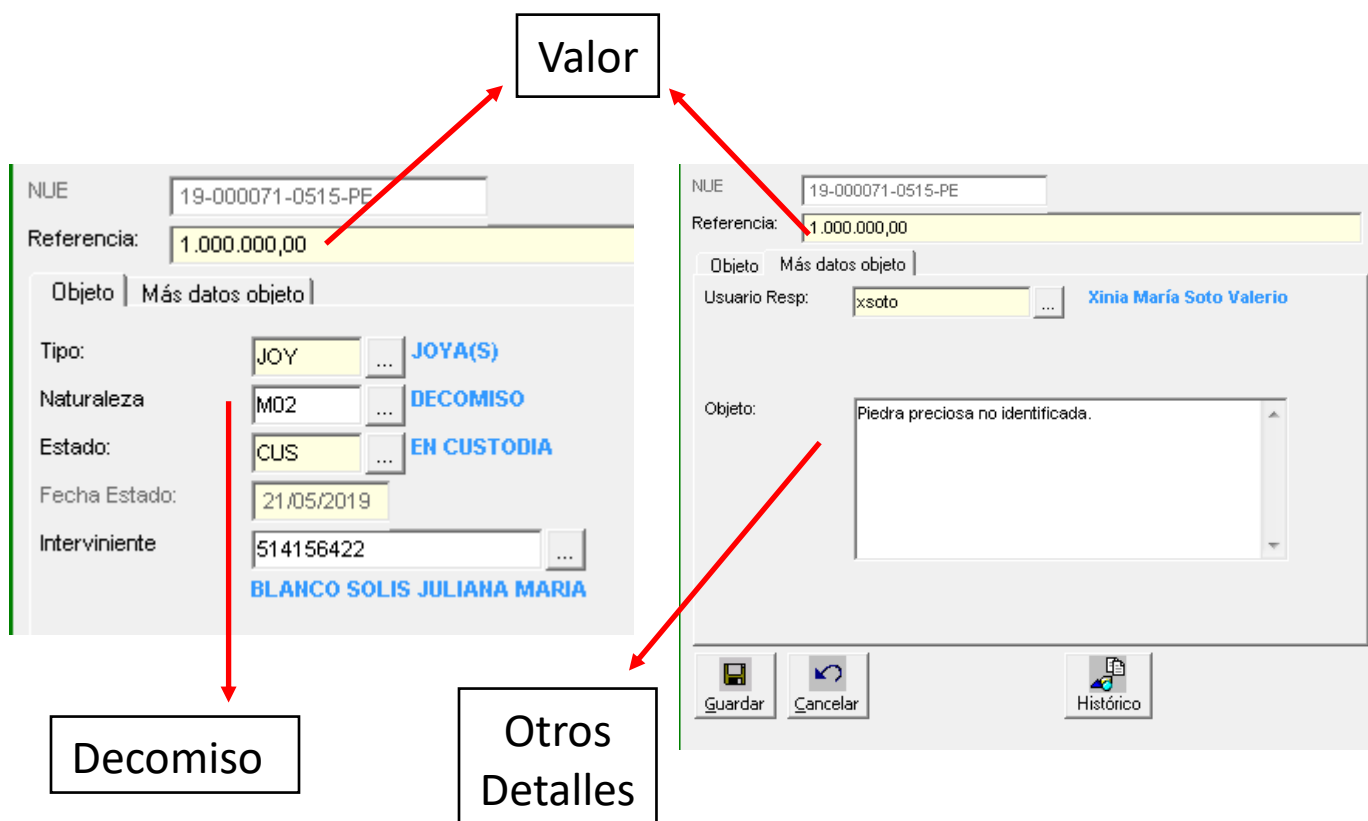 Valor
NUE 19-000071-0515-PE
Referencia: 1.000.000,00
Objeto Más datos objeto
Tipo: JOY ... JOYA(S)
Naturaleza M02 ... DECOMISO
Estado: CUS ... EN CUSTODIA
Fecha Estado: 21/05/2019
Interviniente 514156422 ...
BLANCO SOLIS JULIANA MARIA
Decomiso
NUE 19-000071-0515-PE
Referencia: 1.000.000,00
Objeto Más datos objeto
Usuario Resp: xsoto ... Xinia María Soto Valerio
Objeto: Piedra preciosa no identificada.
Guardar Cancelar Histórico
Otros
Detalles